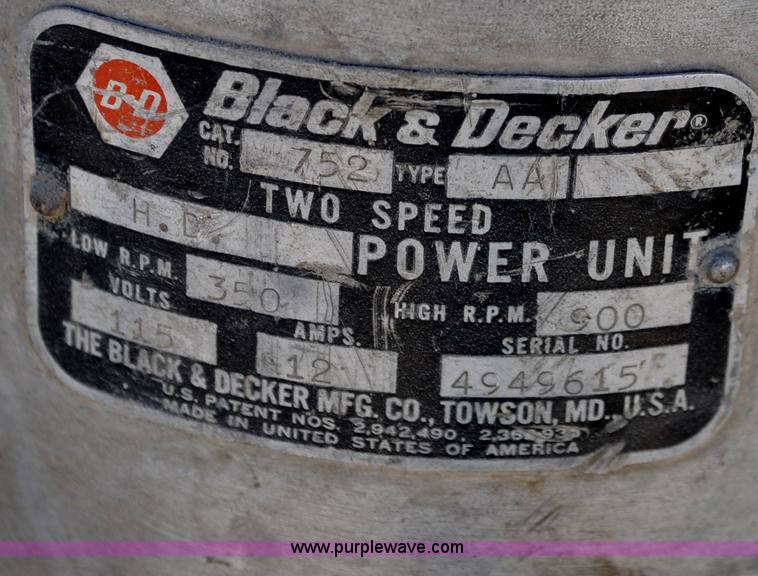 B-D
Black & Decker®
CAT. NO. 752 TYPE AA
TWO SPEED
H.D. POWER UNIT
LOW R.P.M. 350 HIGH R.P.M. 900
VOLTS 115 AMPS. 12 SERIAL NO. 4949615
THE BLACK & DECKER MFG. CO., TOWSON, MD., U.S.A.
U.S. PATENT NOS. 2,942,490;
MADE IN UNITED STATES OF AMERICA
www.purplewave.com